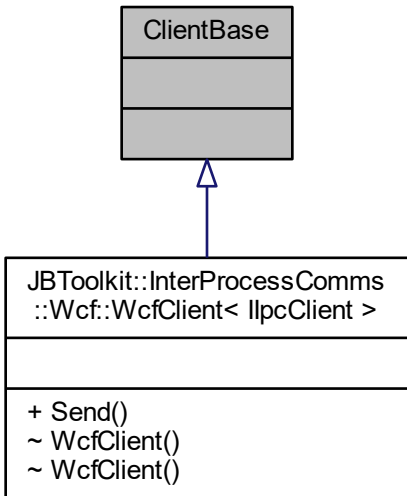 ClientBase
JBToolkit::InterProcessComms
::Wcf::WcfClient< IIpcClient >
+ Send()
~ WcfClient()
~ WcfClient()